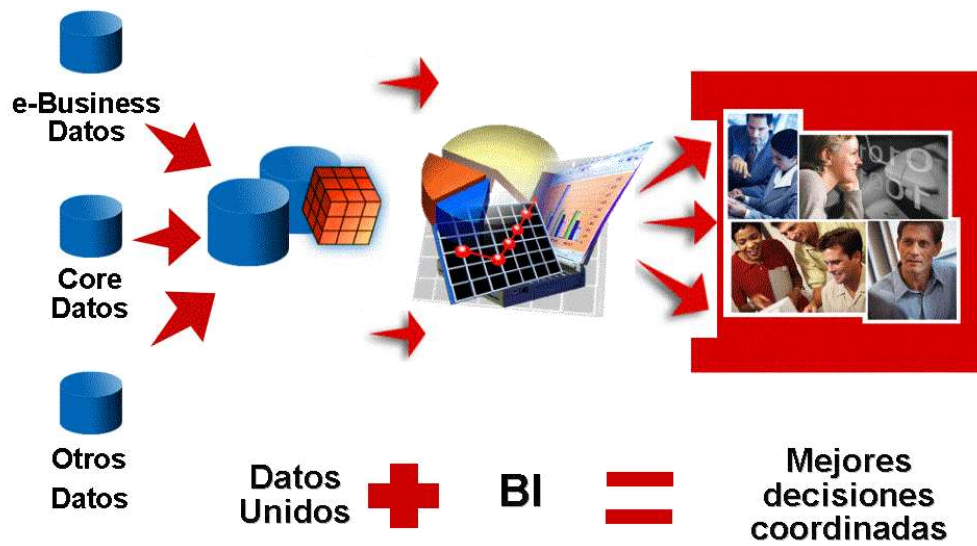 e-Business
Datos
Core
Datos
Otros
Datos
Datos
Unidos
BI
Mejores
decisiones
coordinadas